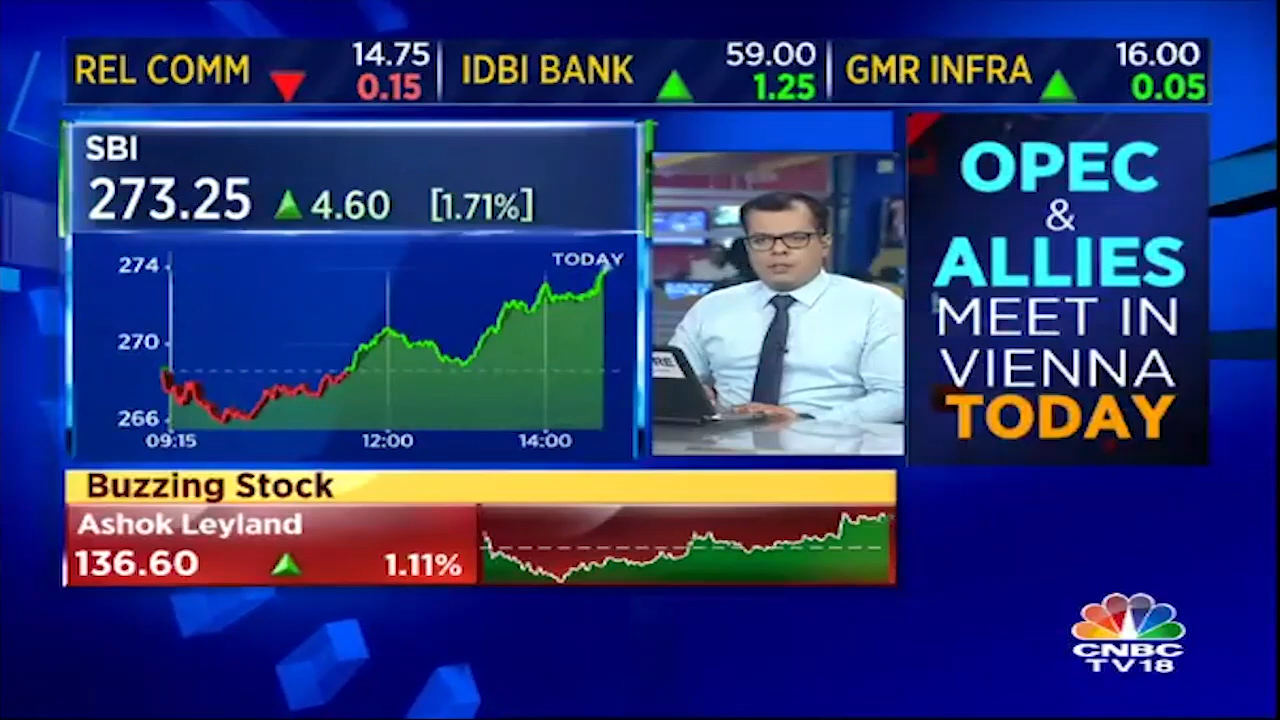 REL COMM 14.75 0.15
IDBI BANK 59.00 1.25
GMR INFRA 16.00 0.05
SBI
273.25 4.60 [1.71%]
TODAY
274
270
266
09:15 12:00 14:00
OPEC
&
ALLIES
MEET IN
VIENNA
TODAY
Buzzing Stock
Ashok Leyland
136.60 1.11%
CNBC
TV18